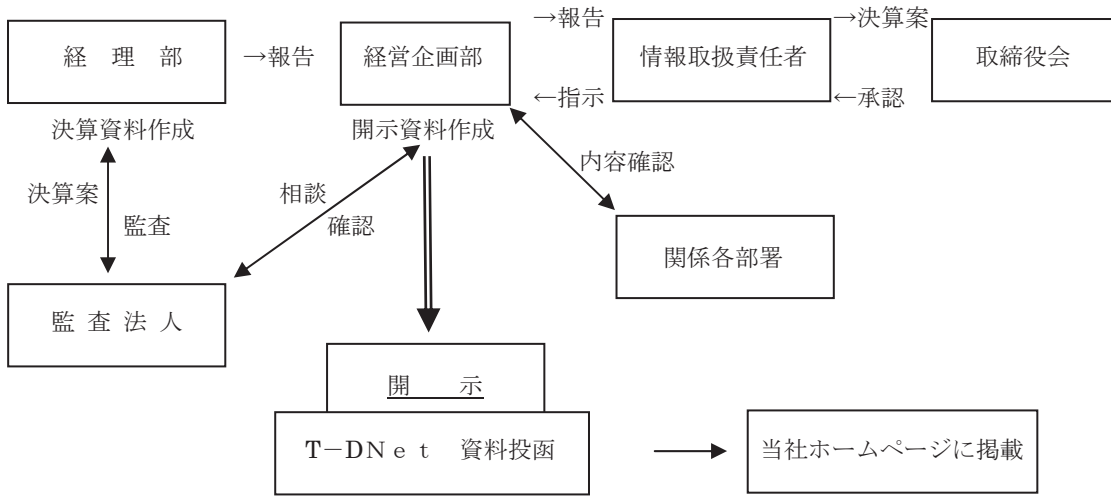 →報告
→決算案
経 理 部
→報告
経営企画部
情報取扱責任者
取締役会
←指示
←承認
決算資料作成
開示資料作成
内容確認
決算案
相談
監査
確認
関係各部署
監 査 法 人
開 示
T-DNet 資料投函
当社ホームページに掲載